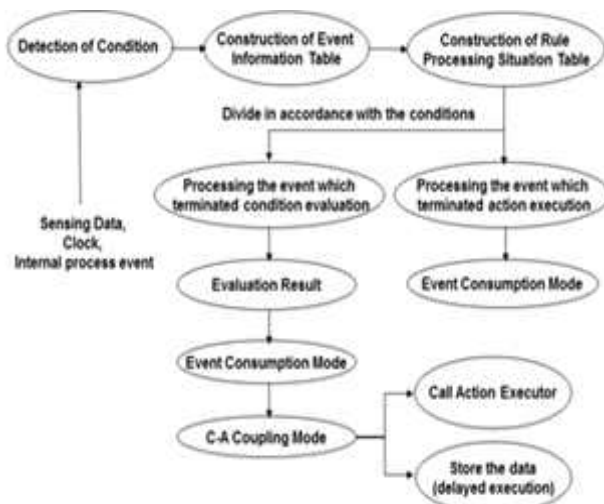 Detection of Condition
Construction of Event
Information Table
Construction of Rule
Processing Situation Table
Divide in accordance with the conditions
Processing the event which
terminated condition evaluation
Processing the event which
terminated action execution
Sensing Data,
Clock,
Internal process event
Evaluation Result
Event Consumption Mode
Event Consumption Mode
C-A Coupling Mode
Call Action Executor
Store the data
(delayed execution)